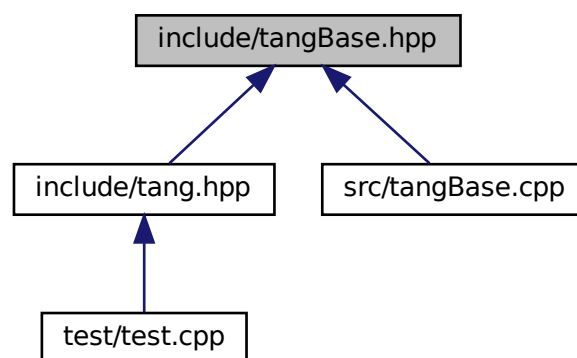 include/tangBase.hpp
include/tang.hpp
src/tangBase.cpp
test/test.cpp